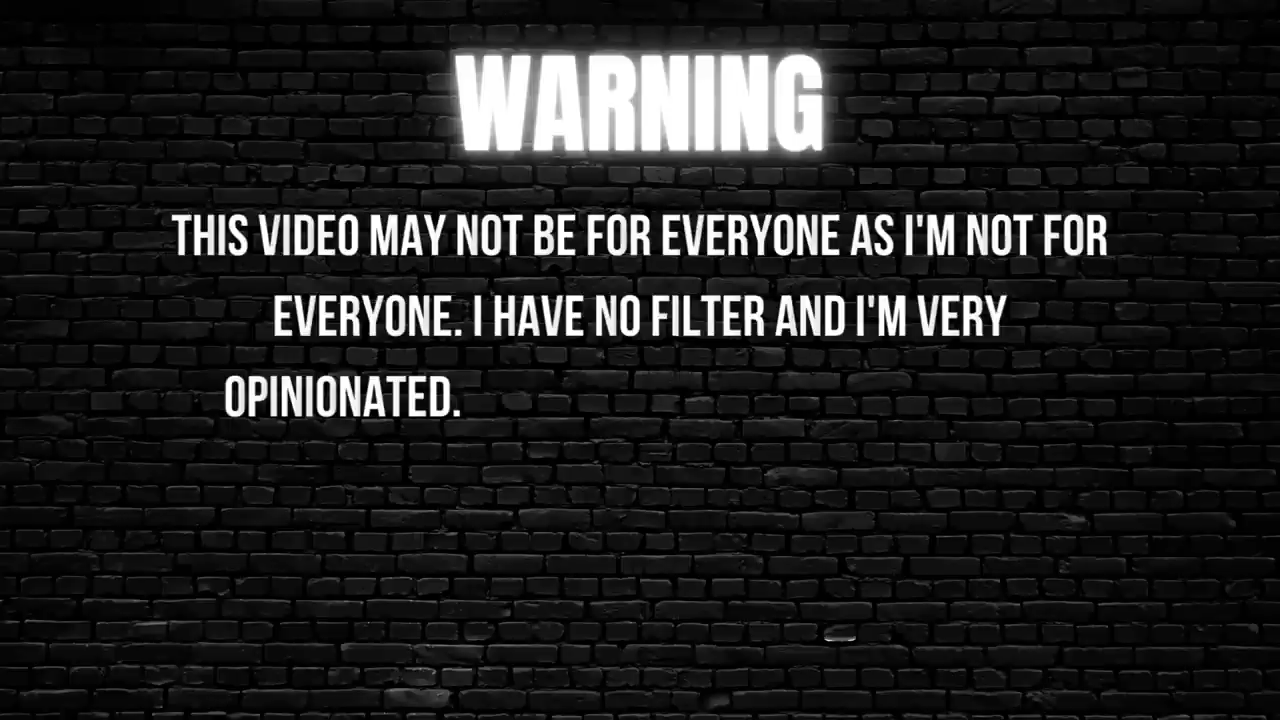 WARNING
THIS VIDEO MAY NOT BE FOR EVERYONE AS I'M NOT FOR
EVERYONE. I HAVE NO FILTER AND I'M VERY
OPINIONATED.